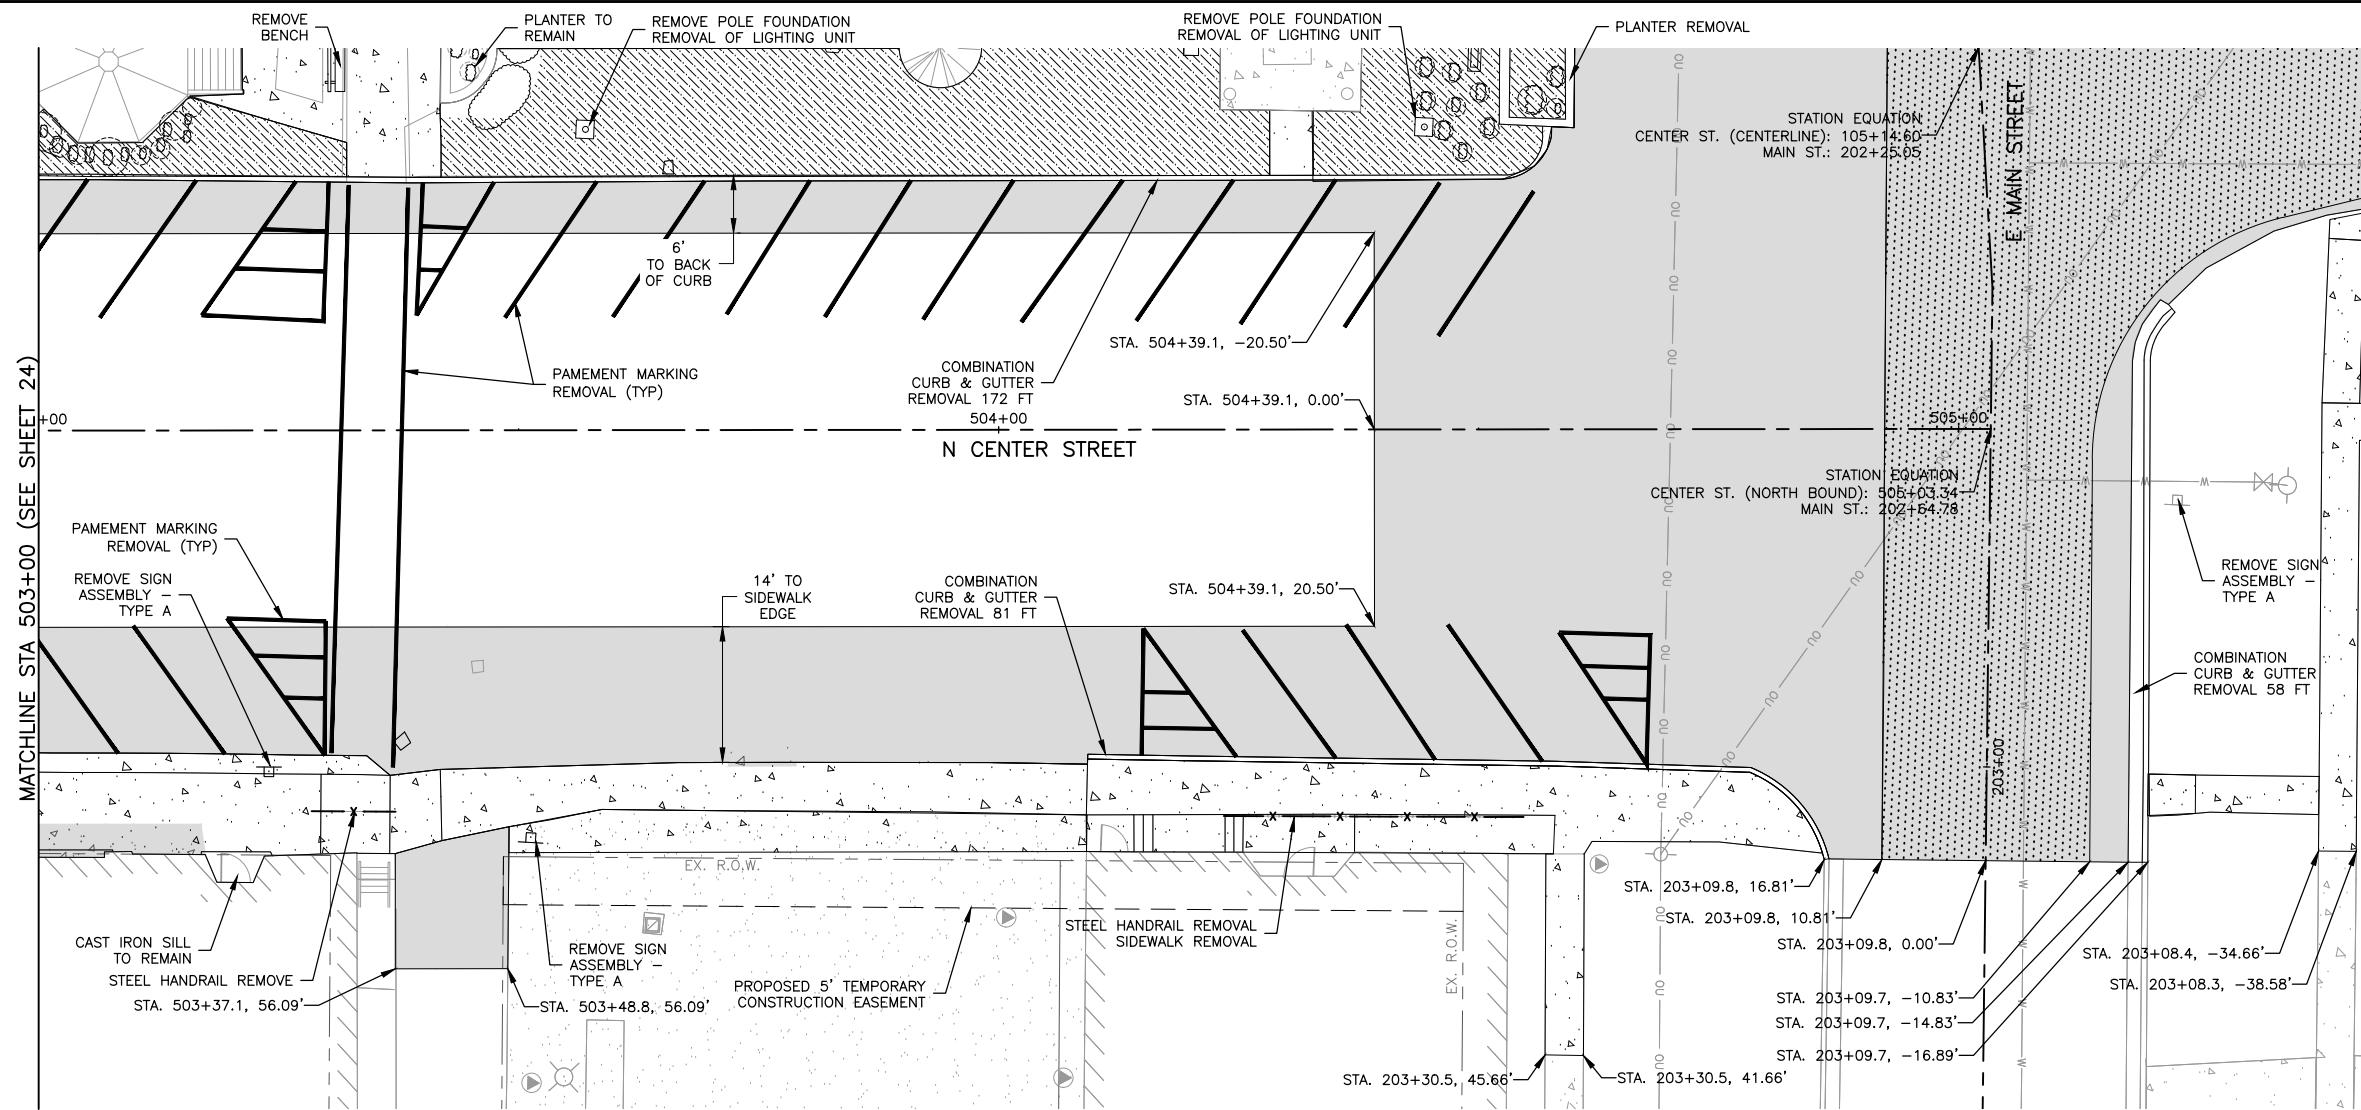 REMOVE
BENCH
PLANTER TO
REMAIN
REMOVE POLE FOUNDATION
REMOVAL OF LIGHTING UNIT
REMOVE POLE FOUNDATION
REMOVAL OF LIGHTING UNIT
PLANTER REMOVAL
STATION EQUATION
CENTER ST. (CENTERLINE): 105+14.60
MAIN ST.: 202+25.05
E MAIN STREET
6'
TO BACK
OF CURB
STA. 504+39.1, -20.50'
COMBINATION
CURB & GUTTER
REMOVAL 172 FT
PAMEMENT MARKING
REMOVAL (TYP)
STA. 504+39.1, 0.00'
MATCHLINE STA 503+00 (SEE SHEET 24)
+00
504+00
505+00
N CENTER STREET
STATION EQUATION
CENTER ST. (NORTH BOUND): 505+03.34
MAIN ST.: 202+64.78
PAMEMENT MARKING
REMOVAL (TYP)
REMOVE SIGN
ASSEMBLY -
TYPE A
14' TO
SIDEWALK
EDGE
COMBINATION
CURB & GUTTER
REMOVAL 81 FT
STA. 504+39.1, 20.50'
REMOVE SIGN
ASSEMBLY -
TYPE A
COMBINATION
CURB & GUTTER
REMOVAL 58 FT
203+00
EX. R.O.W.
STA. 203+09.8, 16.81'
STA. 203+09.8, 10.81'
STA. 203+09.8, 0.00'
STEEL HANDRAIL REMOVAL
SIDEWALK REMOVAL
EX. R.O.W.
CAST IRON SILL
TO REMAIN
STEEL HANDRAIL REMOVE
STA. 503+37.1, 56.09'
REMOVE SIGN
ASSEMBLY -
TYPE A
STA. 503+48.8, 56.09'
PROPOSED 5' TEMPORARY
CONSTRUCTION EASEMENT
STA. 203+08.4, -34.66'
STA. 203+08.3, -38.58'
STA. 203+09.7, -10.83'
STA. 203+09.7, -14.83'
STA. 203+09.7, -16.89'
STA. 203+30.5, 45.66'
STA. 203+30.5, 41.66'